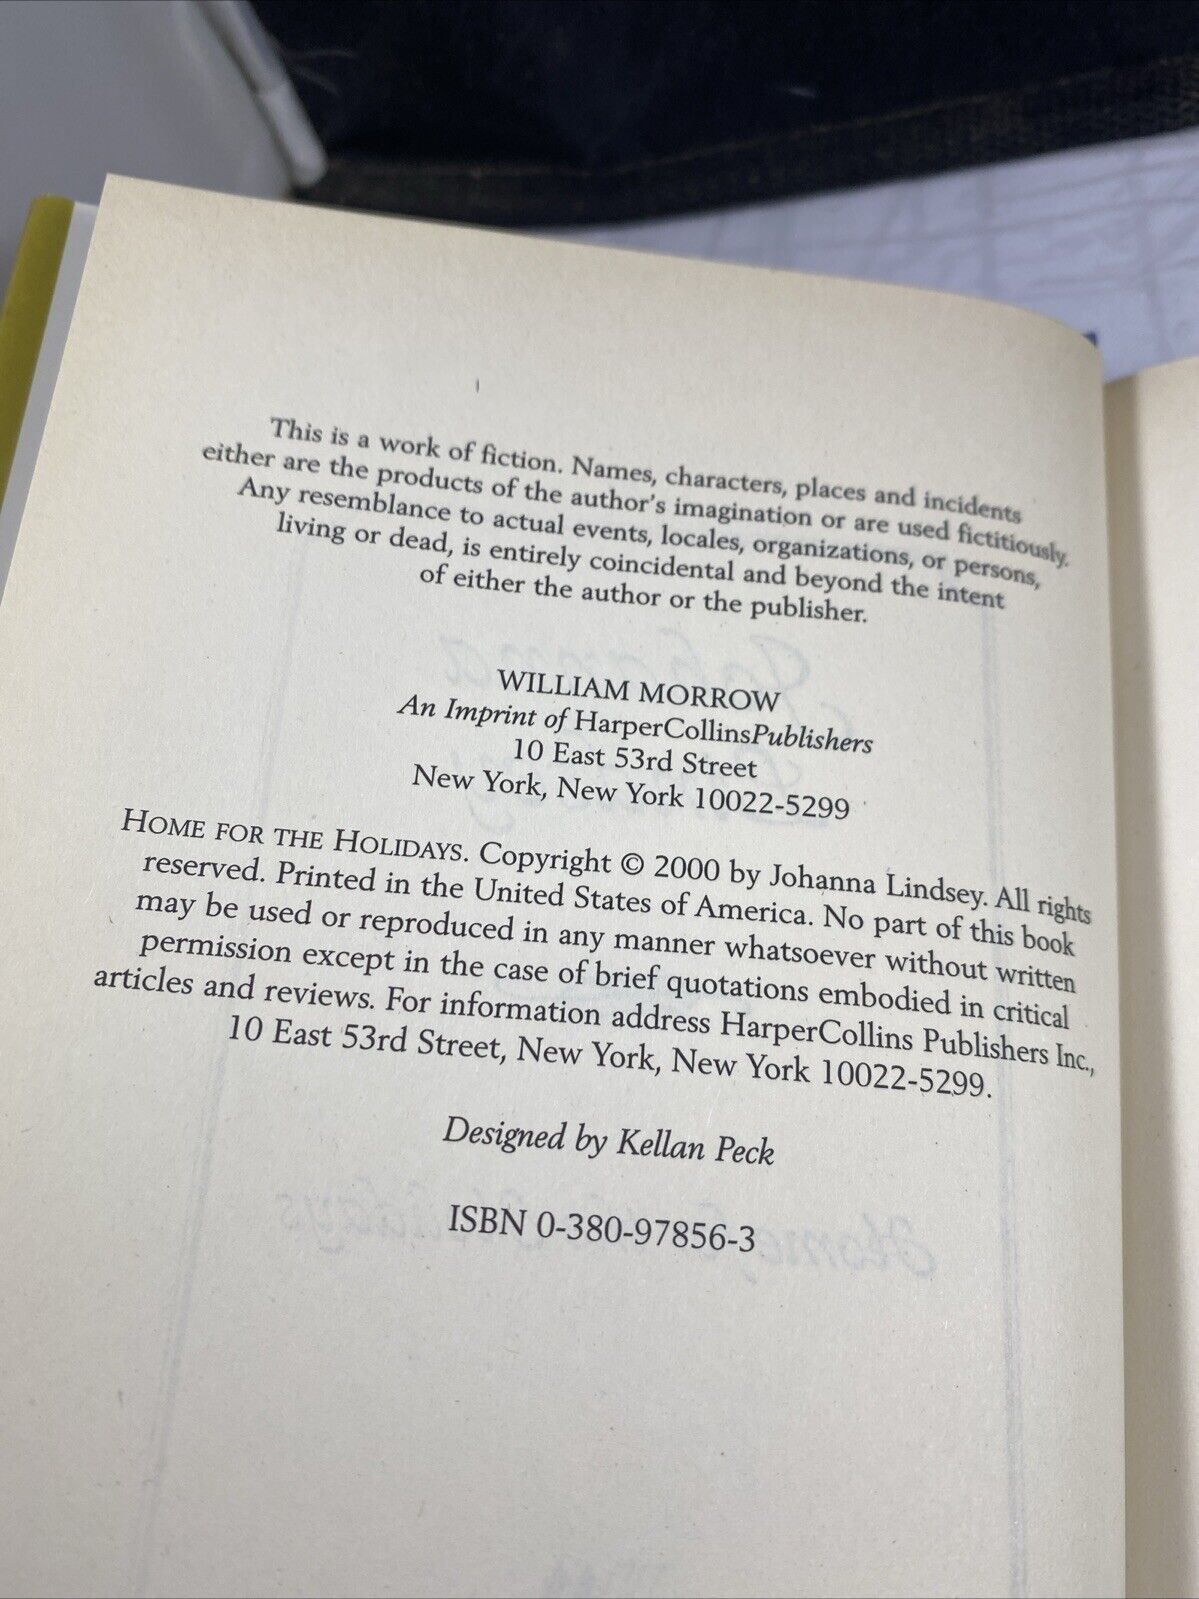 This is a work of fiction. Names, characters, places and incidents
either are the products of the author's imagination or are used fictitiously.
Any resemblance to actual events, locales, organizations, or persons,
living or dead, is entirely coincidental and beyond the intent
of either the author or the publisher.
WILLIAM MORROW
An Imprint of HarperCollinsPublishers
10 East 53rd Street
New York, New York 10022-5299
HOME FOR THE HOLIDAYS. Copyright © 2000 by Johanna Lindsey. All rights
reserved. Printed in the United States of America. No part of this book
may be used or reproduced in any manner whatsoever without written
permission except in the case of brief quotations embodied in critical
articles and reviews. For information address HarperCollins Publishers Inc.,
10 East 53rd Street, New York, New York 10022-5299.
Designed by Kellan Peck
ISBN 0-380-97856-3